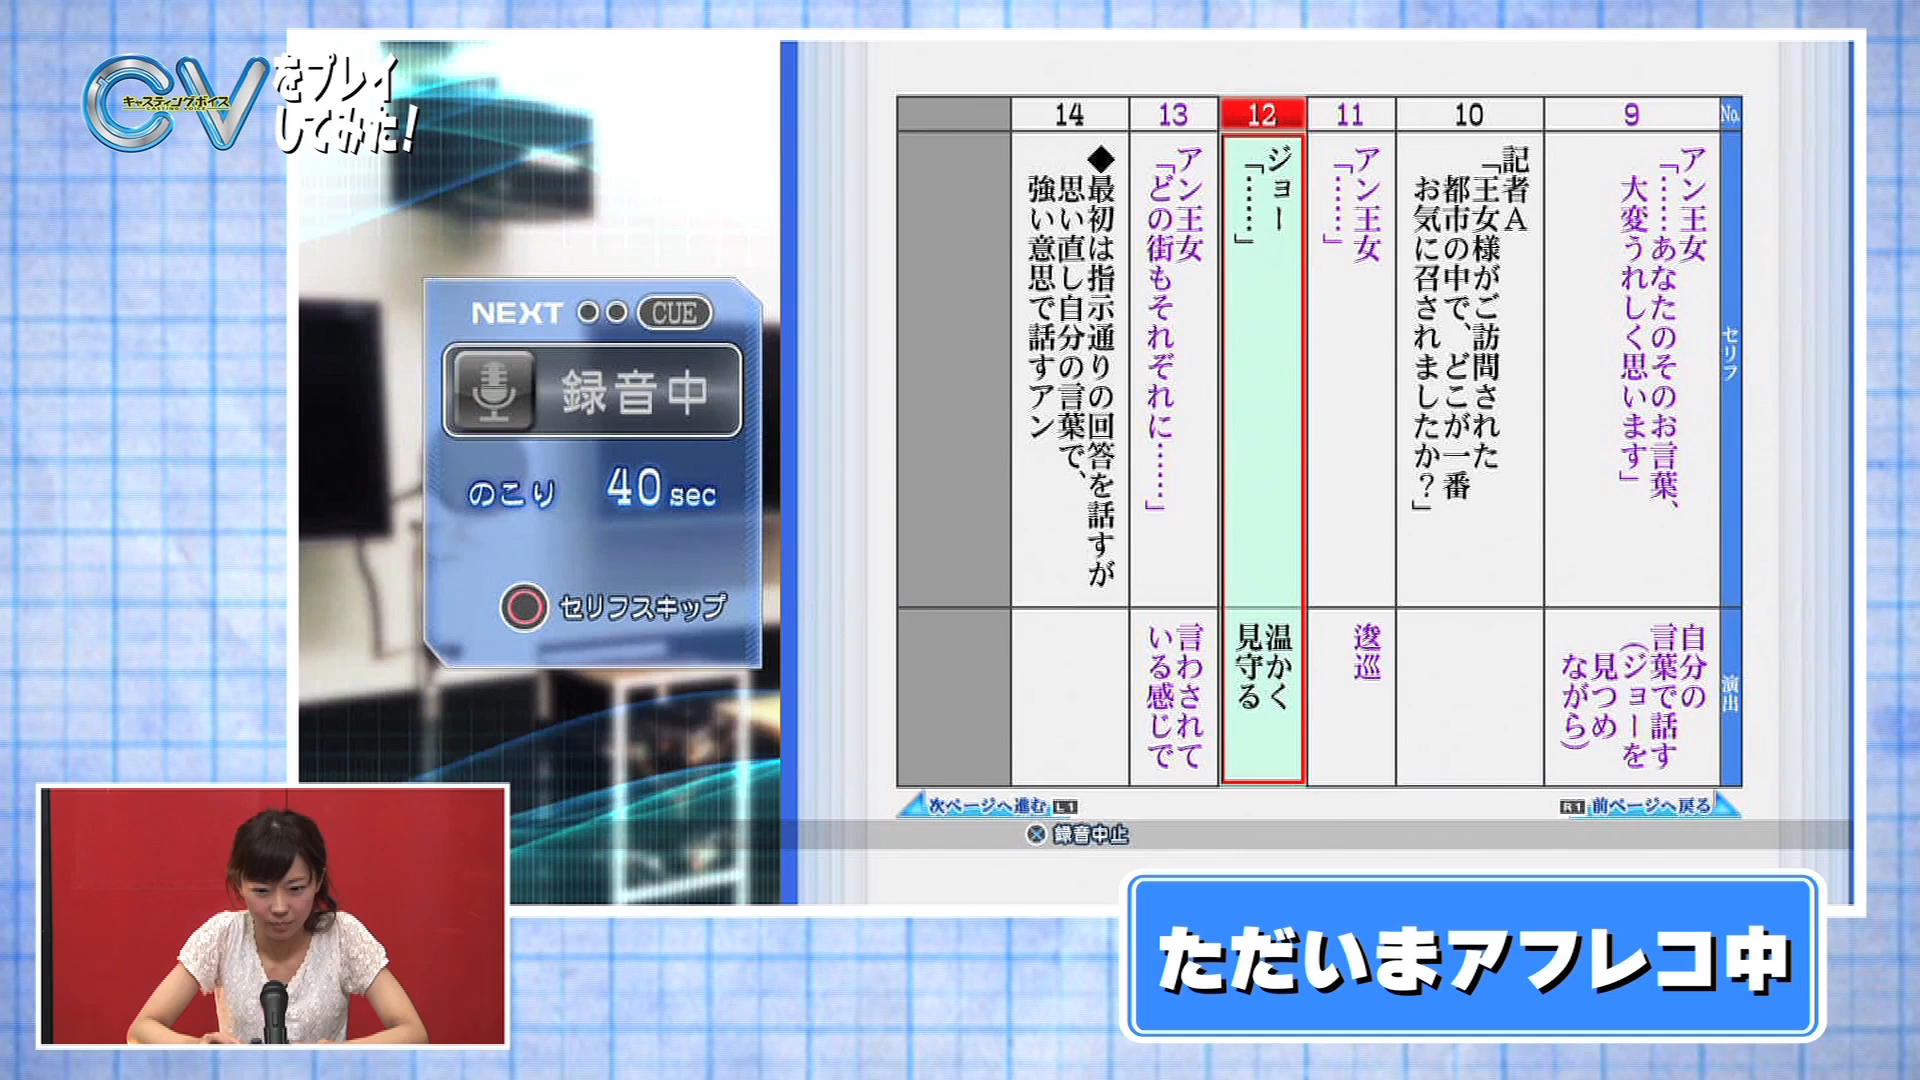 CV
キャスティングボイス
CASTING VOICE
をプレイ
してみた!
NEXT
CUE
録音中
のこり 40 sec
セリフスキップ
No.
セリフ
演出
9
アン王女
「……あなたのそのお言葉、
大変うれしく思います」
自分の
言葉で話す
(ジョーを
見つめ
ながら)
10
記者A
「王女様がご訪問された
都市の中で、どこが一番
お気に召されましたか?」
11
アン王女
「……」
逡巡
12
ジョー
「……」
温かく
見守る
13
アン王女
「どの街もそれぞれに……」
言わされて
いる感じで
14
◆最初は指示通りの回答を話すが
思い直し自分の言葉で、
強い意思で話すアン
次ページへ進む L1
R1 前ページへ戻る
録音中止
ただいまアフレコ中